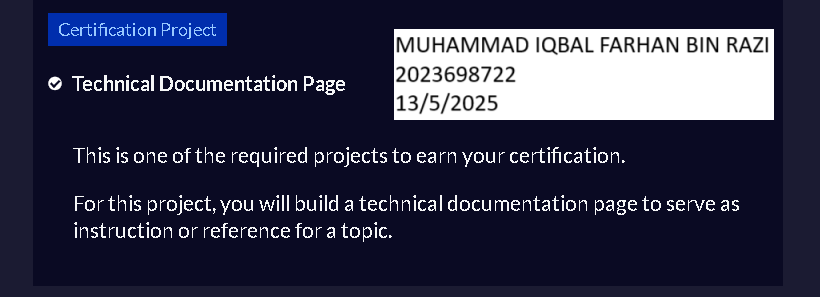 Certification Project
Technical Documentation Page
MUHAMMAD IQBAL FARHAN BIN RAZI
2023698722
13/5/2025
This is one of the required projects to earn your certification.
For this project, you will build a technical documentation page to serve as
instruction or reference for a topic.